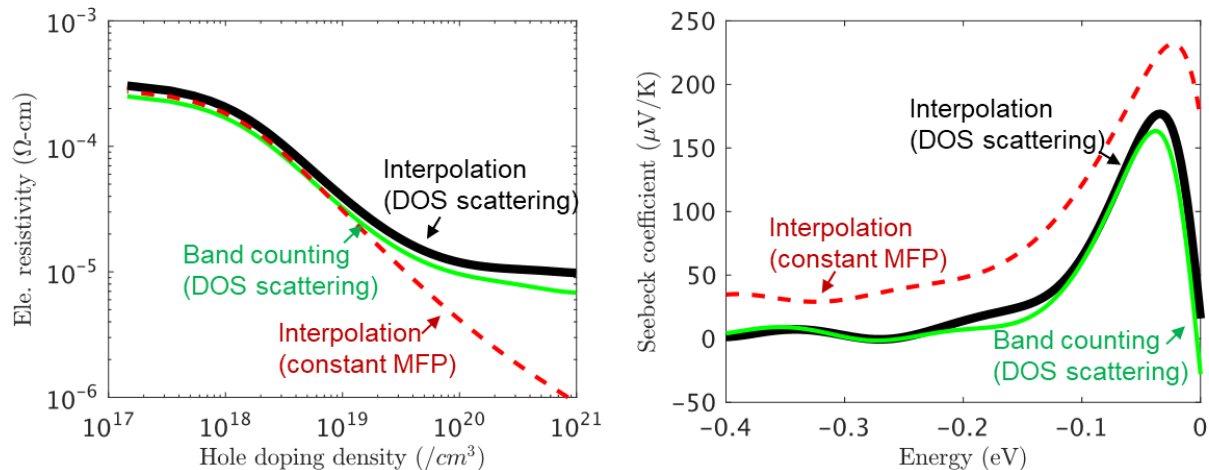 10^-3
10^-4
10^-5
10^-6
Ele. resistivity (Ω-cm)
Interpolation
(DOS scattering)
Band counting
(DOS scattering)
Interpolation
(constant MFP)
10^17 10^18 10^19 10^20 10^21
Hole doping density (/cm^3)
250
200
150
100
50
0
-50
Seebeck coefficient (μV/K)
Interpolation
(DOS scattering)
Interpolation
(constant MFP)
Band counting
(DOS scattering)
-0.4 -0.3 -0.2 -0.1 0
Energy (eV)